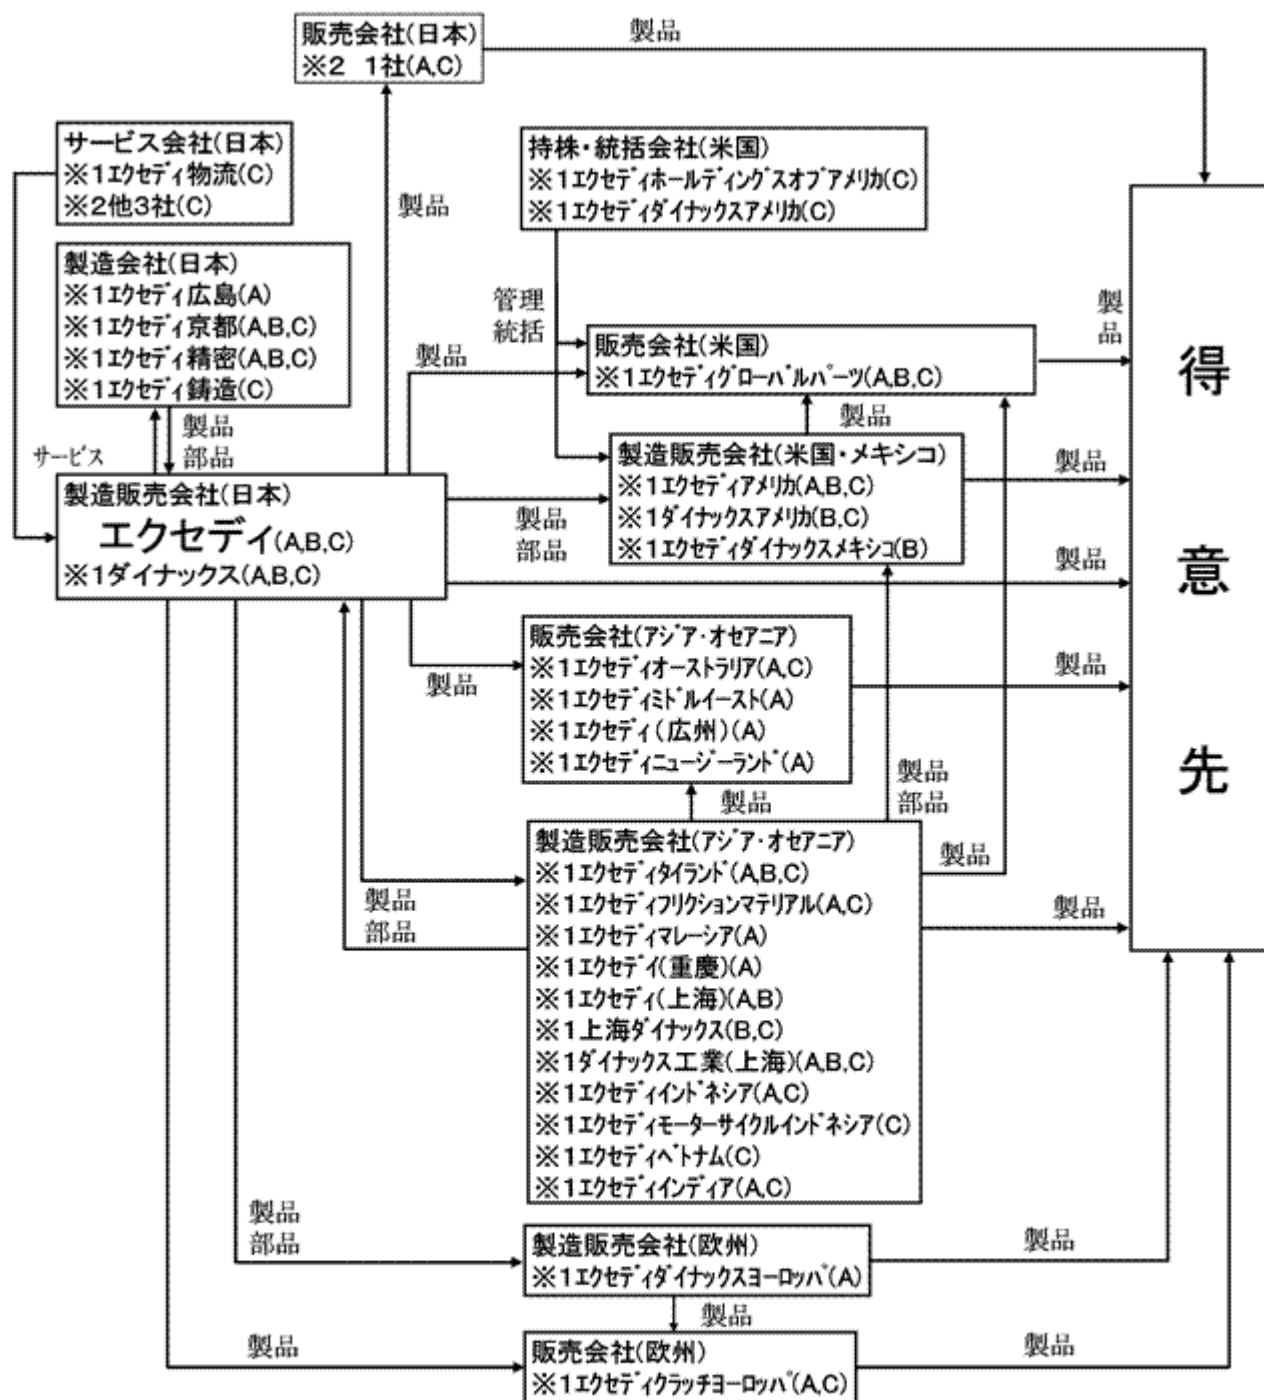 販売会社(日本)
※2 1社(A,C)
製品
サービス会社(日本)
※1エクセディ物流(C)
※2他3社(C)
持株・統括会社(米国)
※1エクセディホールディングスオブアメリカ(C)
※1エクセディダイナックスアメリカ(C)
製品
製造会社(日本)
※1エクセディ広島(A)
※1エクセディ京都(A,B,C)
※1エクセディ精密(A,B,C)
※1エクセディ鋳造(C)
管理
統括
製品
販売会社(米国)
※1エクセディグローバルパーツ(A,B,C)
製
品
製品
部品
サービス
製品
製造販売会社(米国・メキシコ)
※1エクセディアメリカ(A,B,C)
※1ダイナックスアメリカ(B,C)
※1エクセディダイナックスメキシコ(B)
製品
製造販売会社(日本)
エクセディ(A,B,C)
※1ダイナックス(A,B,C)
製品
部品
製品
得
意
先
販売会社(アジア・オセアニア)
※1エクセディオーストラリア(A,C)
※1エクセディミドルイースト(A)
※1エクセディ(広州)(A)
※1エクセディニュージーランド(A)
製品
製品
製品
製品
部品
製造販売会社(アジア・オセアニア)
※1エクセディタイランド(A,B,C)
※1エクセディフリクションマテリアル(A,C)
※1エクセディマレーシア(A)
※1エクセデイ(重慶)(A)
※1エクセディ(上海)(A,B)
※1上海ダイナックス(B,C)
※1ダイナックス工業(上海)(A,B,C)
※1エクセディインドネシア(A,C)
※1エクセディモーターサイクルインドネシア(C)
※1エクセディベトナム(C)
※1エクセディインディア(A,C)
製品
部品
製品
製品
製品
部品
製造販売会社(欧州)
※1エクセディダイナックスヨーロッパ(A)
製品
製品
製品
販売会社(欧州)
※1エクセディクラッチヨーロッパ(A,C)
製品